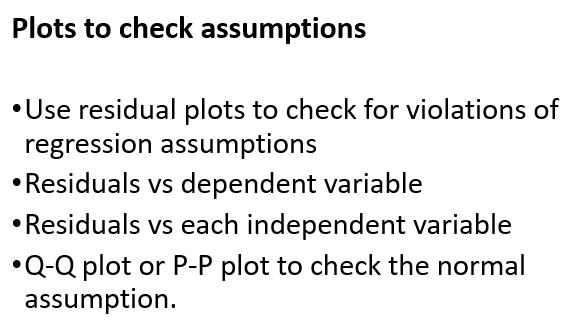 Plots to check assumptions
•Use residual plots to check for violations of
regression assumptions
•Residuals vs dependent variable
•Residuals vs each independent variable
•Q-Q plot or P-P plot to check the normal
assumption.